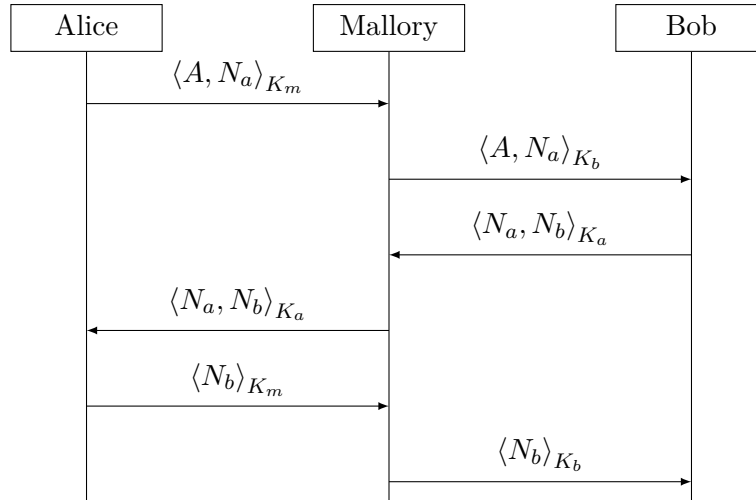 Alice Mallory Bob
⟨A, N_a⟩_{K_m}
⟨A, N_a⟩_{K_b}
⟨N_a, N_b⟩_{K_a}
⟨N_a, N_b⟩_{K_a}
⟨N_b⟩_{K_m}
⟨N_b⟩_{K_b}